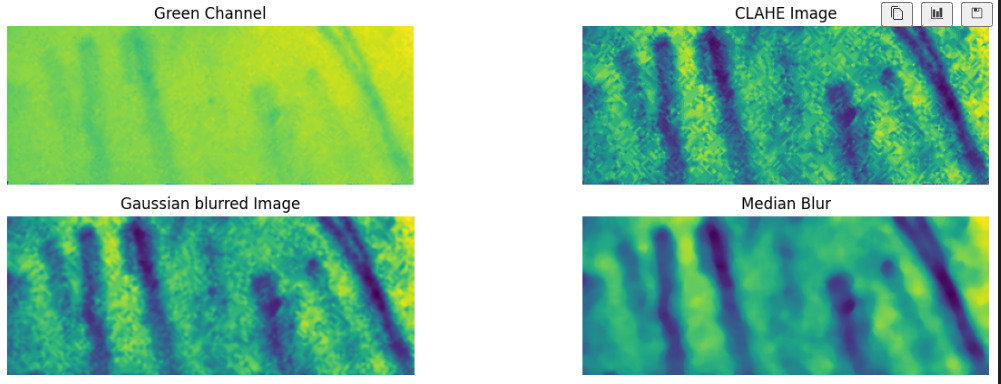 Green Channel
CLAHE Image
Gaussian blurred Image
Median Blur